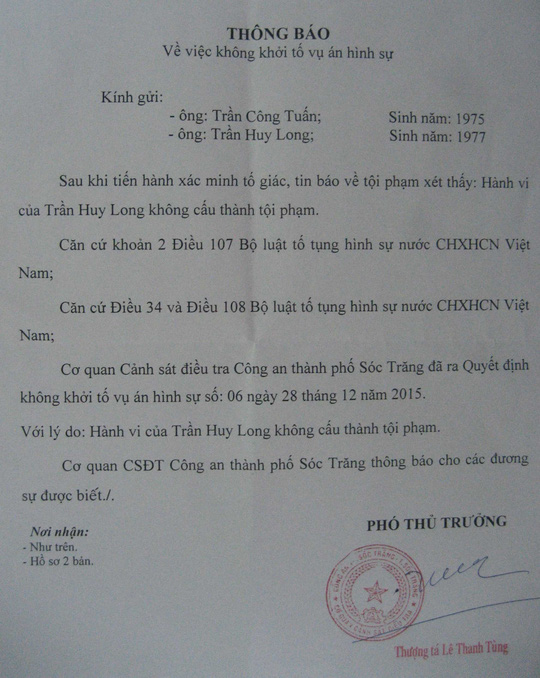 THÔNG BÁO
Về việc không khởi tố vụ án hình sự
Kính gửi:
- ông: Trần Công Tuấn; Sinh năm: 1975
- ông: Trần Huy Long; Sinh năm: 1977
Sau khi tiến hành xác minh tố giác, tin báo về tội phạm xét thấy: Hành vi
của Trần Huy Long không cấu thành tội phạm.
Căn cứ khoản 2 Điều 107 Bộ luật tố tụng hình sự nước CHXHCN Việt
Nam;
Căn cứ Điều 34 và Điều 108 Bộ luật tố tụng hình sự nước CHXHCN Việt
Nam;
Cơ quan Cảnh sát điều tra Công an thành phố Sóc Trăng đã ra Quyết định
không khởi tố vụ án hình sự số: 06 ngày 28 tháng 12 năm 2015.
Với lý do: Hành vi của Trần Huy Long không cấu thành tội phạm.
Cơ quan CSĐT Công an thành phố Sóc Trăng thông báo cho các đương
sự được biết./.
Nơi nhận:
- Như trên.
- Hồ sơ 2 bản.
PHÓ THỦ TRƯỞNG
Thượng tá Lê Thanh Tùng